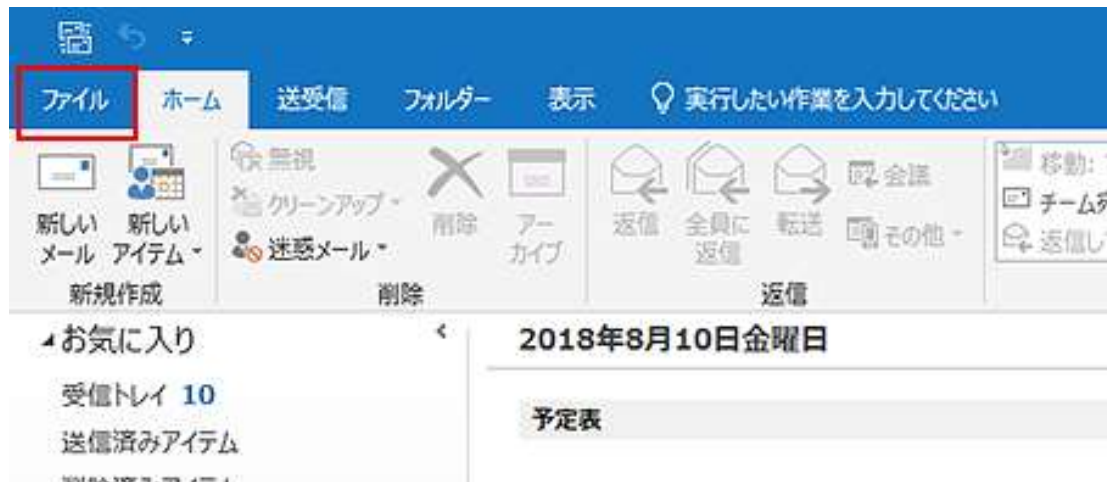 ファイル ホーム 送受信 フォルダー 表示 実行したい作業を入力してください
無視
クリーンアップ
迷惑メール
新しい
メール
新しい
アイテム
削除
アー
カイブ
返信
全員に
返信
転送
会議
その他
移動:
チーム宛
返信し
新規作成 削除 返信
お気に入り
受信トレイ 10
送信済みアイテム
2018年8月10日金曜日
予定表